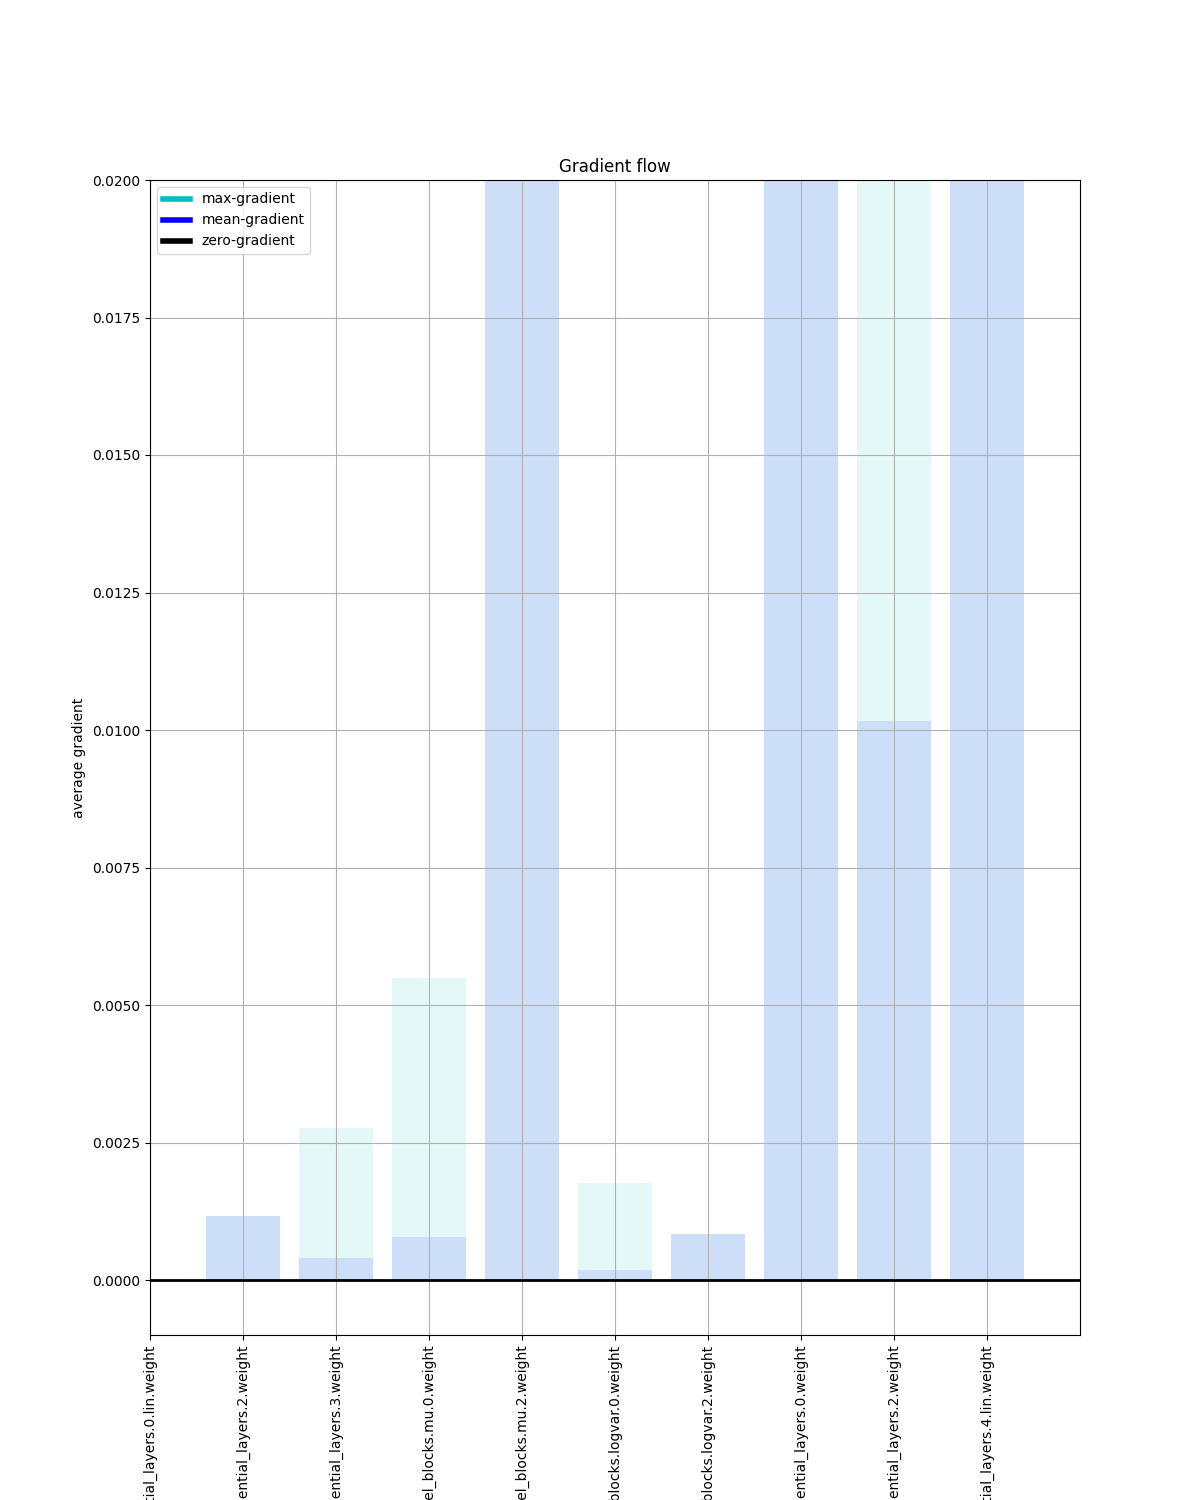 Gradient flow
max-gradient
mean-gradient
zero-gradient
0.0200
0.0175
0.0150
0.0125
0.0100
0.0075
0.0050
0.0025
0.0000
average gradient
tial_layers.0.lin.weight
ential_layers.2.weight
ential_layers.3.weight
el_blocks.mu.0.weight
el_blocks.mu.2.weight
blocks.logvar.0.weight
blocks.logvar.2.weight
ential_layers.0.weight
ential_layers.2.weight
tial_layers.4.lin.weight